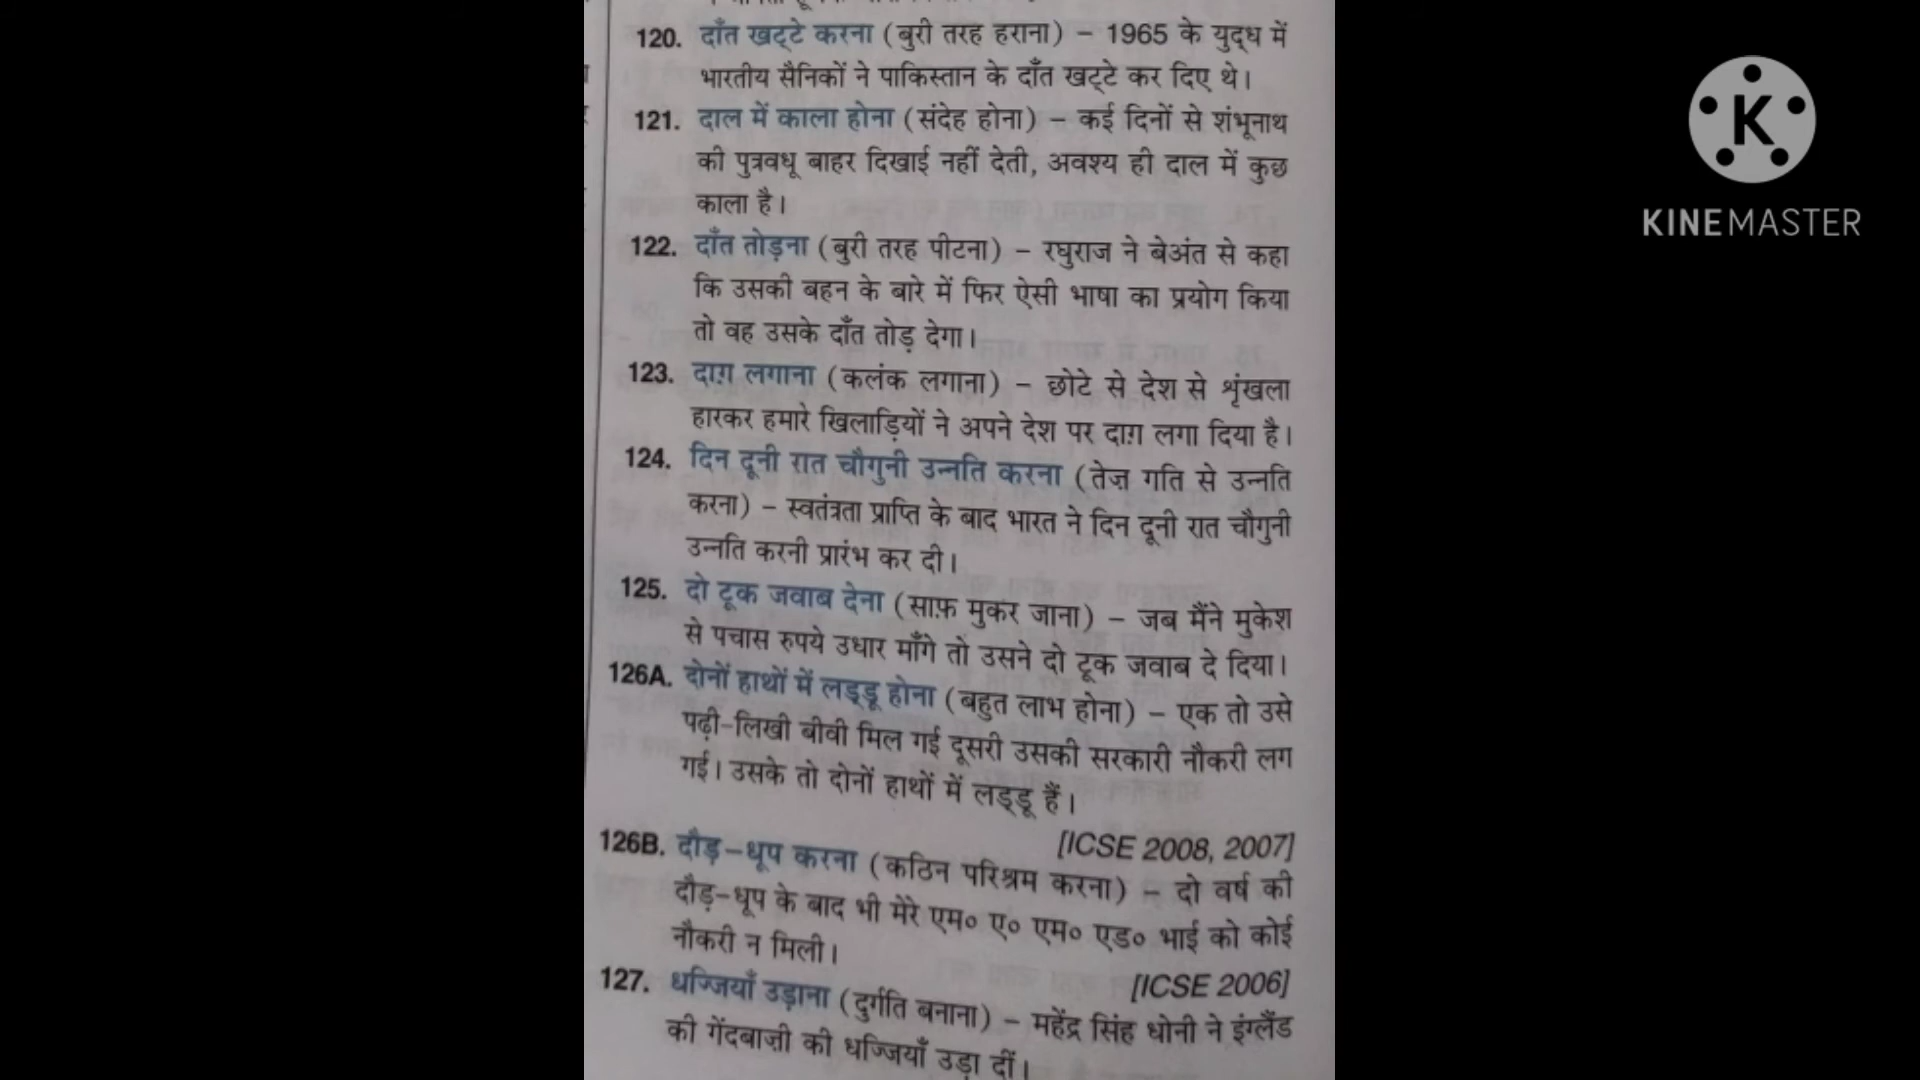 120. दाँत खट्टे करना (बुरी तरह हराना) – 1965 के युद्ध में
भारतीय सैनिकों ने पाकिस्तान के दाँत खट्टे कर दिए थे।
121. दाल में काला होना (संदेह होना) – कई दिनों से शंभूनाथ
की पुत्रवधू बाहर दिखाई नहीं देती, अवश्य ही दाल में कुछ
काला है।
122. दाँत तोड़ना (बुरी तरह पीटना) – रघुराज ने बेअंत से कहा
कि उसकी बहन के बारे में फिर ऐसी भाषा का प्रयोग किया
तो वह उसके दाँत तोड़ देगा।
123. दाग़ लगाना (कलंक लगाना) – छोटे से देश से शृंखला
हारकर हमारे खिलाड़ियों ने अपने देश पर दाग़ लगा दिया है।
124. दिन दूनी रात चौगुनी उन्नति करना (तेज़ गति से उन्नति
करना) – स्वतंत्रता प्राप्ति के बाद भारत ने दिन दूनी रात चौगुनी
उन्नति करनी प्रारंभ कर दी।
125. दो टूक जवाब देना (साफ़ मुकर जाना) – जब मैंने मुकेश
से पचास रुपये उधार माँगे तो उसने दो टूक जवाब दे दिया।
126A. दोनों हाथों में लड्डू होना (बहुत लाभ होना) – एक तो उसे
पढ़ी-लिखी बीवी मिल गई दूसरी उसकी सरकारी नौकरी लग
गई। उसके तो दोनों हाथों में लड्डू हैं।
[ICSE 2008, 2007]
126B. दौड़–धूप करना (कठिन परिश्रम करना) – दो वर्ष की
दौड़-धूप के बाद भी मेरे एम० ए० एम० एड० भाई को कोई
नौकरी न मिली।
[ICSE 2006]
127. धज्जियाँ उड़ाना (दुर्गति बनाना) – महेंद्र सिंह धोनी ने इंग्लैंड
की गेंदबाज़ी की धज्जियाँ उड़ा दीं।
K
KINEMASTER